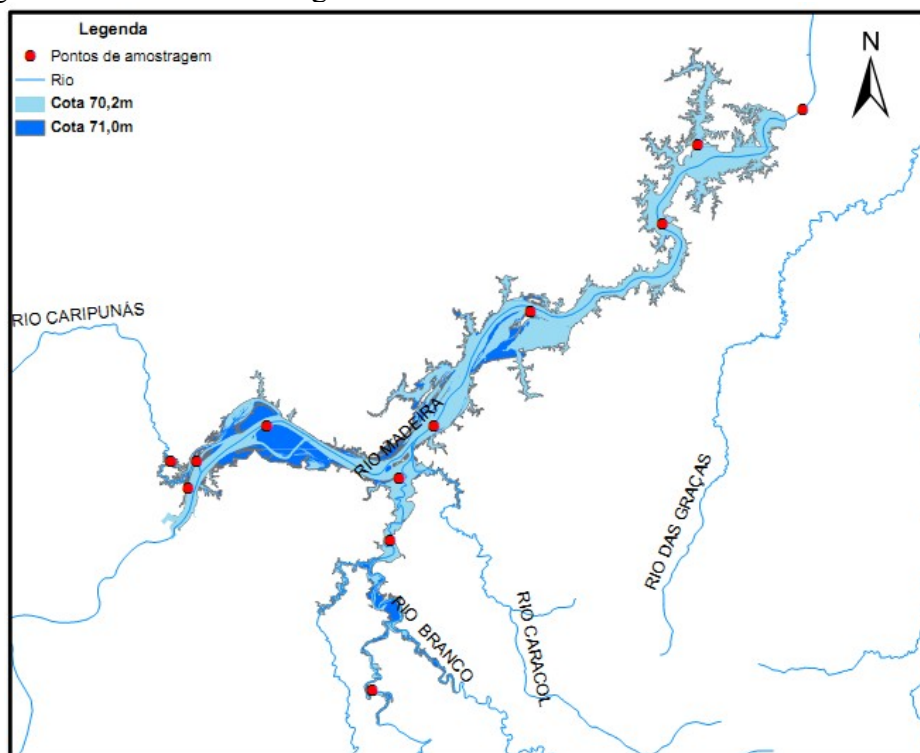 Legenda
Pontos de amostragem
Rio
Cota 70,2m
Cota 71,0m
N
RIO CARIPUNÁS
RIO MADEIRA
RIO DAS GRAÇAS
RIO BRANCO
RIO CARACOL